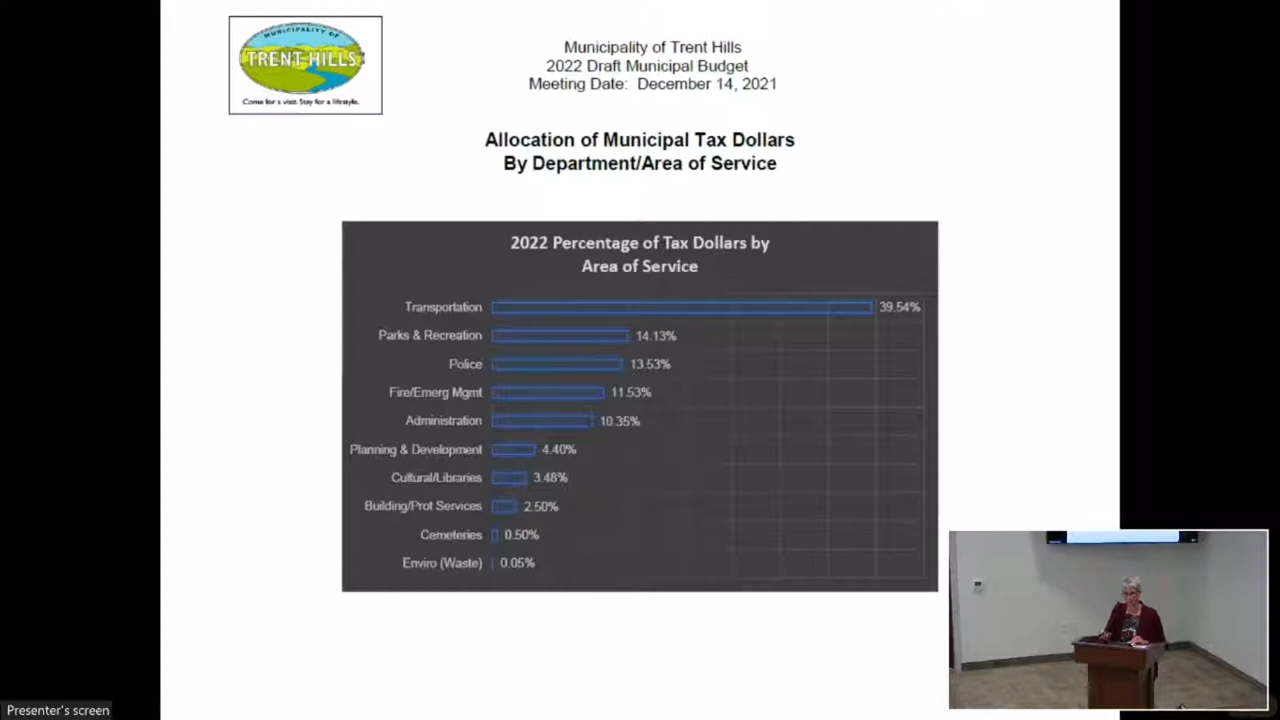 MUNICIPALITY OF
TRENT HILLS
Come for a visit. Stay for a lifestyle.
Municipality of Trent Hills
2022 Draft Municipal Budget
Meeting Date: December 14, 2021
Allocation of Municipal Tax Dollars
By Department/Area of Service
2022 Percentage of Tax Dollars by
Area of Service
Transportation 39.54%
Parks & Recreation 14.13%
Police 13.53%
Fire/Emerg Mgmt 11.53%
Administration 10.35%
Planning & Development 4.40%
Cultural/Libraries 3.48%
Building/Prot Services 2.50%
Cemeteries 0.50%
Enviro (Waste) 0.05%
Presenter's screen